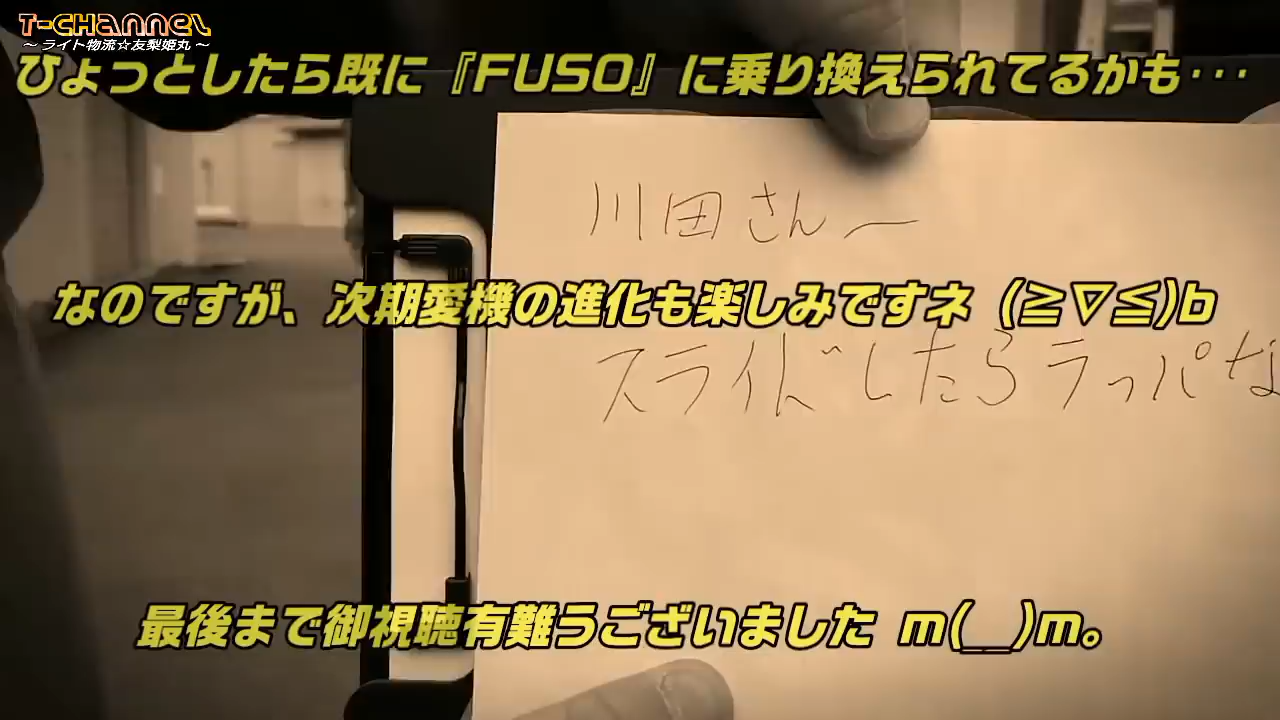 T-CHANNEL
～ ライト物流☆友梨姫丸 ～
ひょっとしたら既に『FUSO』に乗り換えられてるかも･･･
川田さんー
なのですが、次期愛機の進化も楽しみですネ (≧∇≦)b
スライドしたらラッパな
最後まで御視聴有難うございました m(__)m。